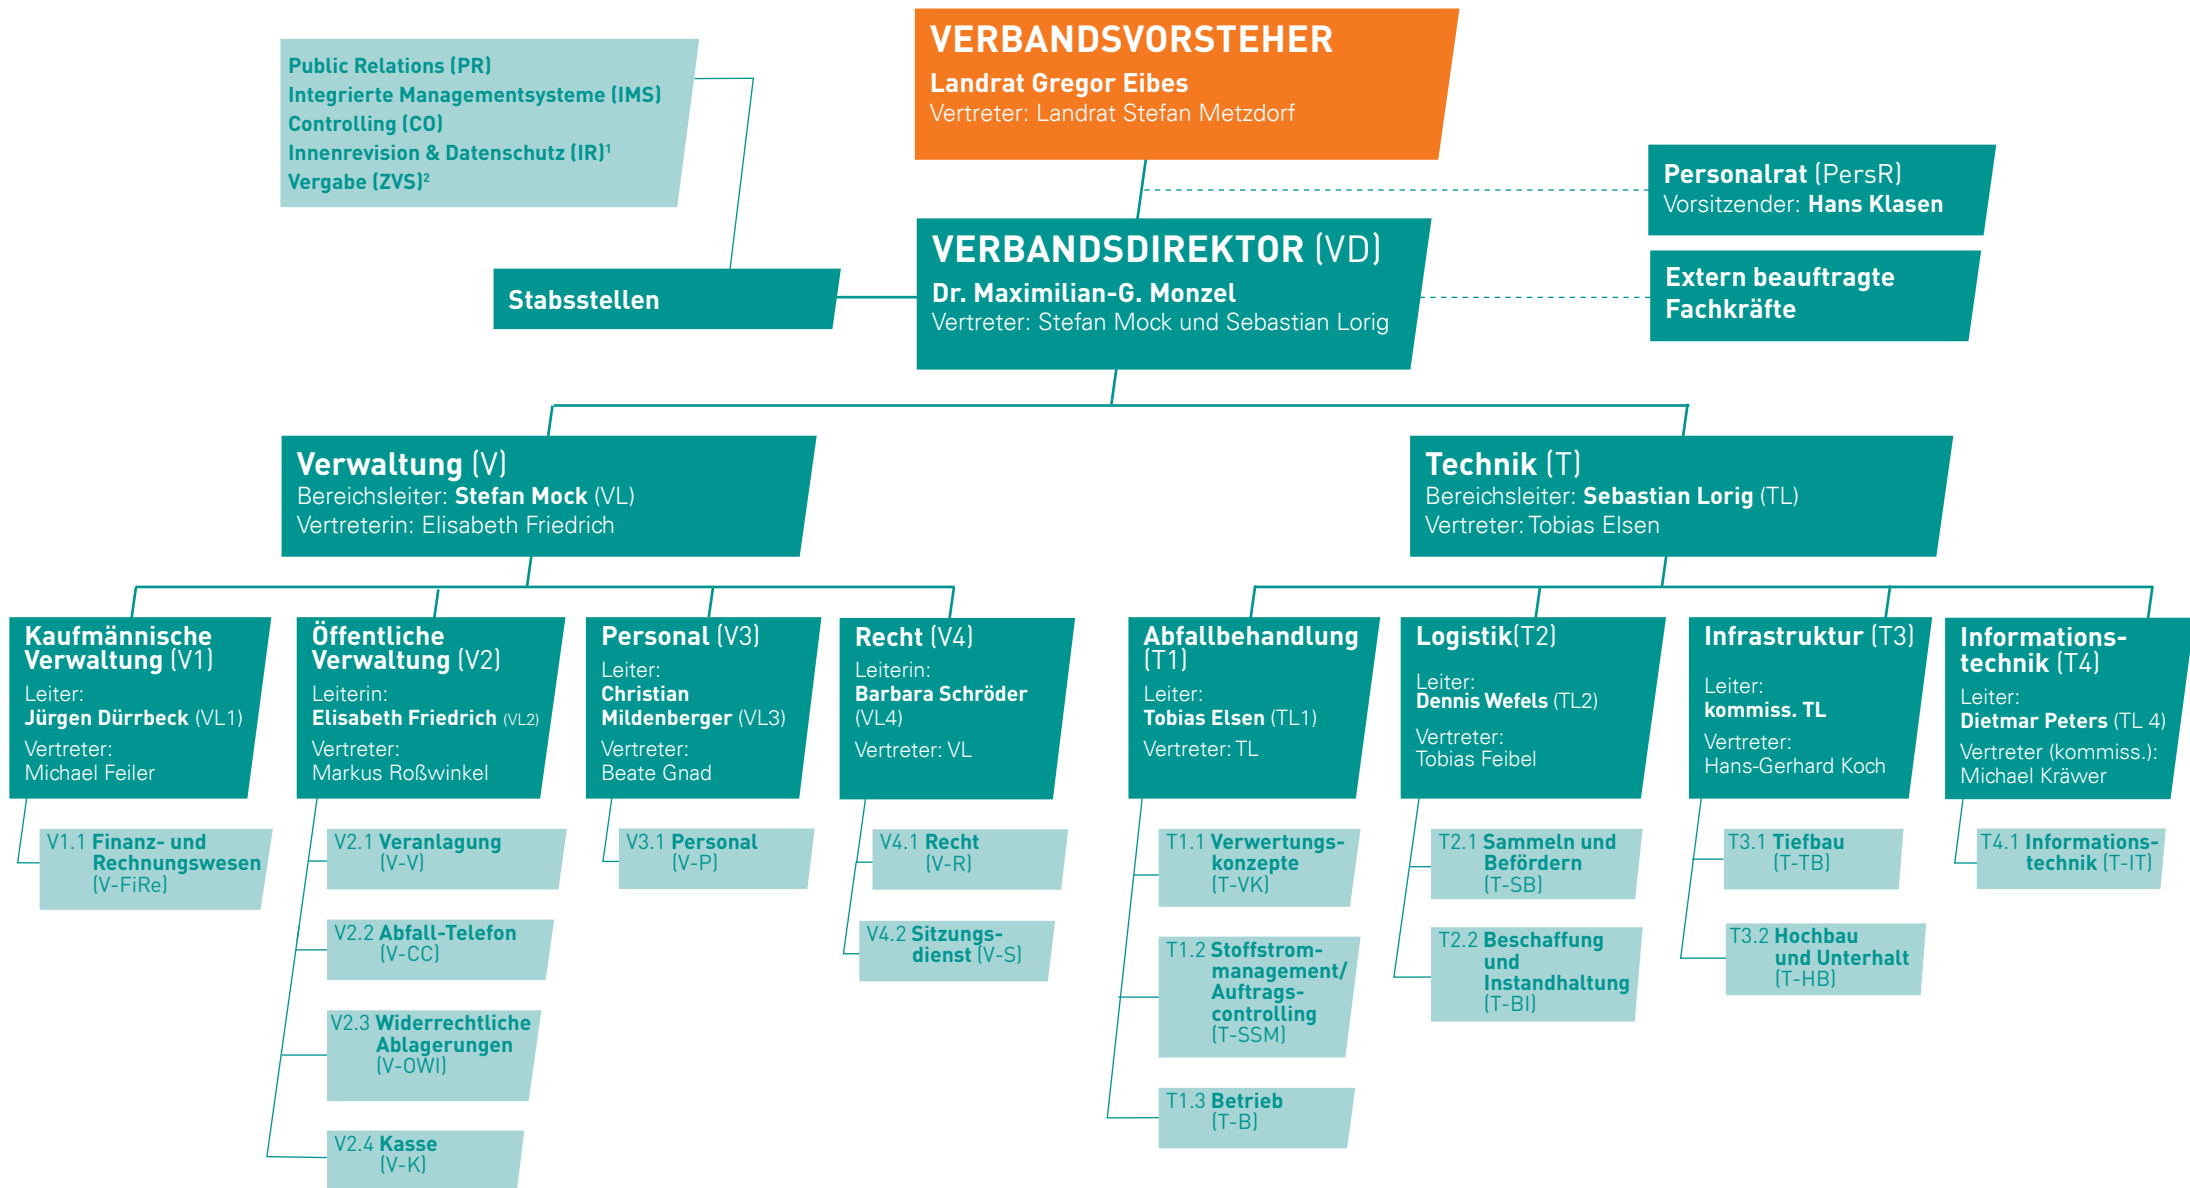 VERBANDSVORSTEHER
Landrat Gregor Eibes
Vertreter: Landrat Stefan Metzdorf
Public Relations (PR)
Integrierte Managementsysteme (IMS)
Controlling (CO)
Innenrevision & Datenschutz (IR)¹
Vergabe (ZVS)²
Personalrat (PersR)
Vorsitzender: Hans Klasen
VERBANDSDIREKTOR (VD)
Dr. Maximilian-G. Monzel
Vertreter: Stefan Mock und Sebastian Lorig
Stabsstellen
Extern beauftragte
Fachkräfte
Verwaltung (V)
Bereichsleiter: Stefan Mock (VL)
Vertreterin: Elisabeth Friedrich
Technik (T)
Bereichsleiter: Sebastian Lorig (TL)
Vertreter: Tobias Elsen
Kaufmännische
Verwaltung (V1)
Leiter:
Jürgen Dürrbeck (VL1)
Vertreter:
Michael Feiler
V1.1 Finanz- und
Rechnungswesen
(V-FiRe)
Öffentliche
Verwaltung (V2)
Leiterin:
Elisabeth Friedrich (VL2)
Vertreter:
Markus Roßwinkel
V2.1 Veranlagung
(V-V)
V2.2 Abfall-Telefon
(V-CC)
V2.3 Widerrechtliche
Ablagerungen
(V-OWI)
V2.4 Kasse
(V-K)
Personal (V3)
Leiter:
Christian
Mildenberger (VL3)
Vertreter:
Beate Gnad
V3.1 Personal
(V-P)
Recht (V4)
Leiterin:
Barbara Schröder
(VL4)
Vertreter: VL
V4.1 Recht
(V-R)
V4.2 Sitzungs-
dienst (V-S)
Abfallbehandlung
(T1)
Leiter:
Tobias Elsen (TL1)
Vertreter: TL
T1.1 Verwertungs-
konzepte
(T-VK)
T1.2 Stoffstrom-
management/
Auftrags-
controlling
(T-SSM)
T1.3 Betrieb
(T-B)
Logistik(T2)
Leiter:
Dennis Wefels (TL2)
Vertreter:
Tobias Feibel
T2.1 Sammeln und
Befördern
(T-SB)
T2.2 Beschaffung
und
Instandhaltung
(T-BI)
Infrastruktur (T3)
Leiter:
kommiss. TL
Vertreter:
Hans-Gerhard Koch
T3.1 Tiefbau
(T-TB)
T3.2 Hochbau
und Unterhalt
(T-HB)
Informations-
technik (T4)
Leiter:
Dietmar Peters (TL 4)
Vertreter (kommiss.):
Michael Kräwer
T4.1 Informations-
technik (T-IT)